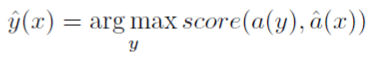 ŷ(x) = arg max score(a(y), â(x))
y